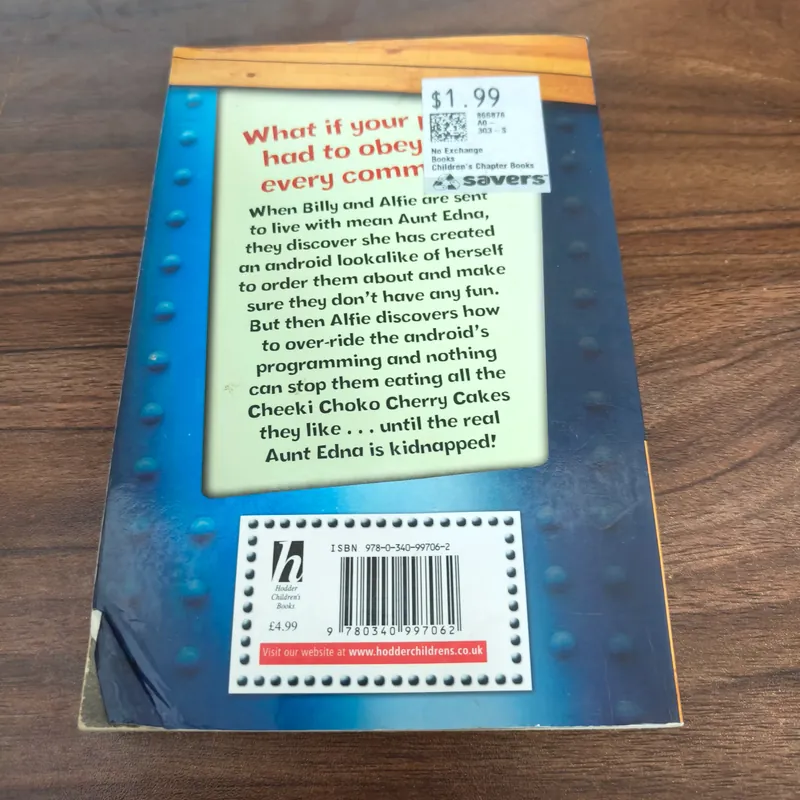 What if your
had to obey
every comm
$1.99
866876
A0 -
303 - S
No Exchange
Books
Children's Chapter Books
savers
When Billy and Alfie are sent
to live with mean Aunt Edna,
they discover she has created
an android lookalike of herself
to order them about and make
sure they don't have any fun.
But then Alfie discovers how
to over-ride the android's
programming and nothing
can stop them eating all the
Cheeki Choko Cherry Cakes
they like . . . until the real
Aunt Edna is kidnapped!
ISBN 978-0-340-99706-2
h
Hodder
Children's
Books
£4.99
9 780340 997062
Visit our website at www.hodderchildrens.co.uk